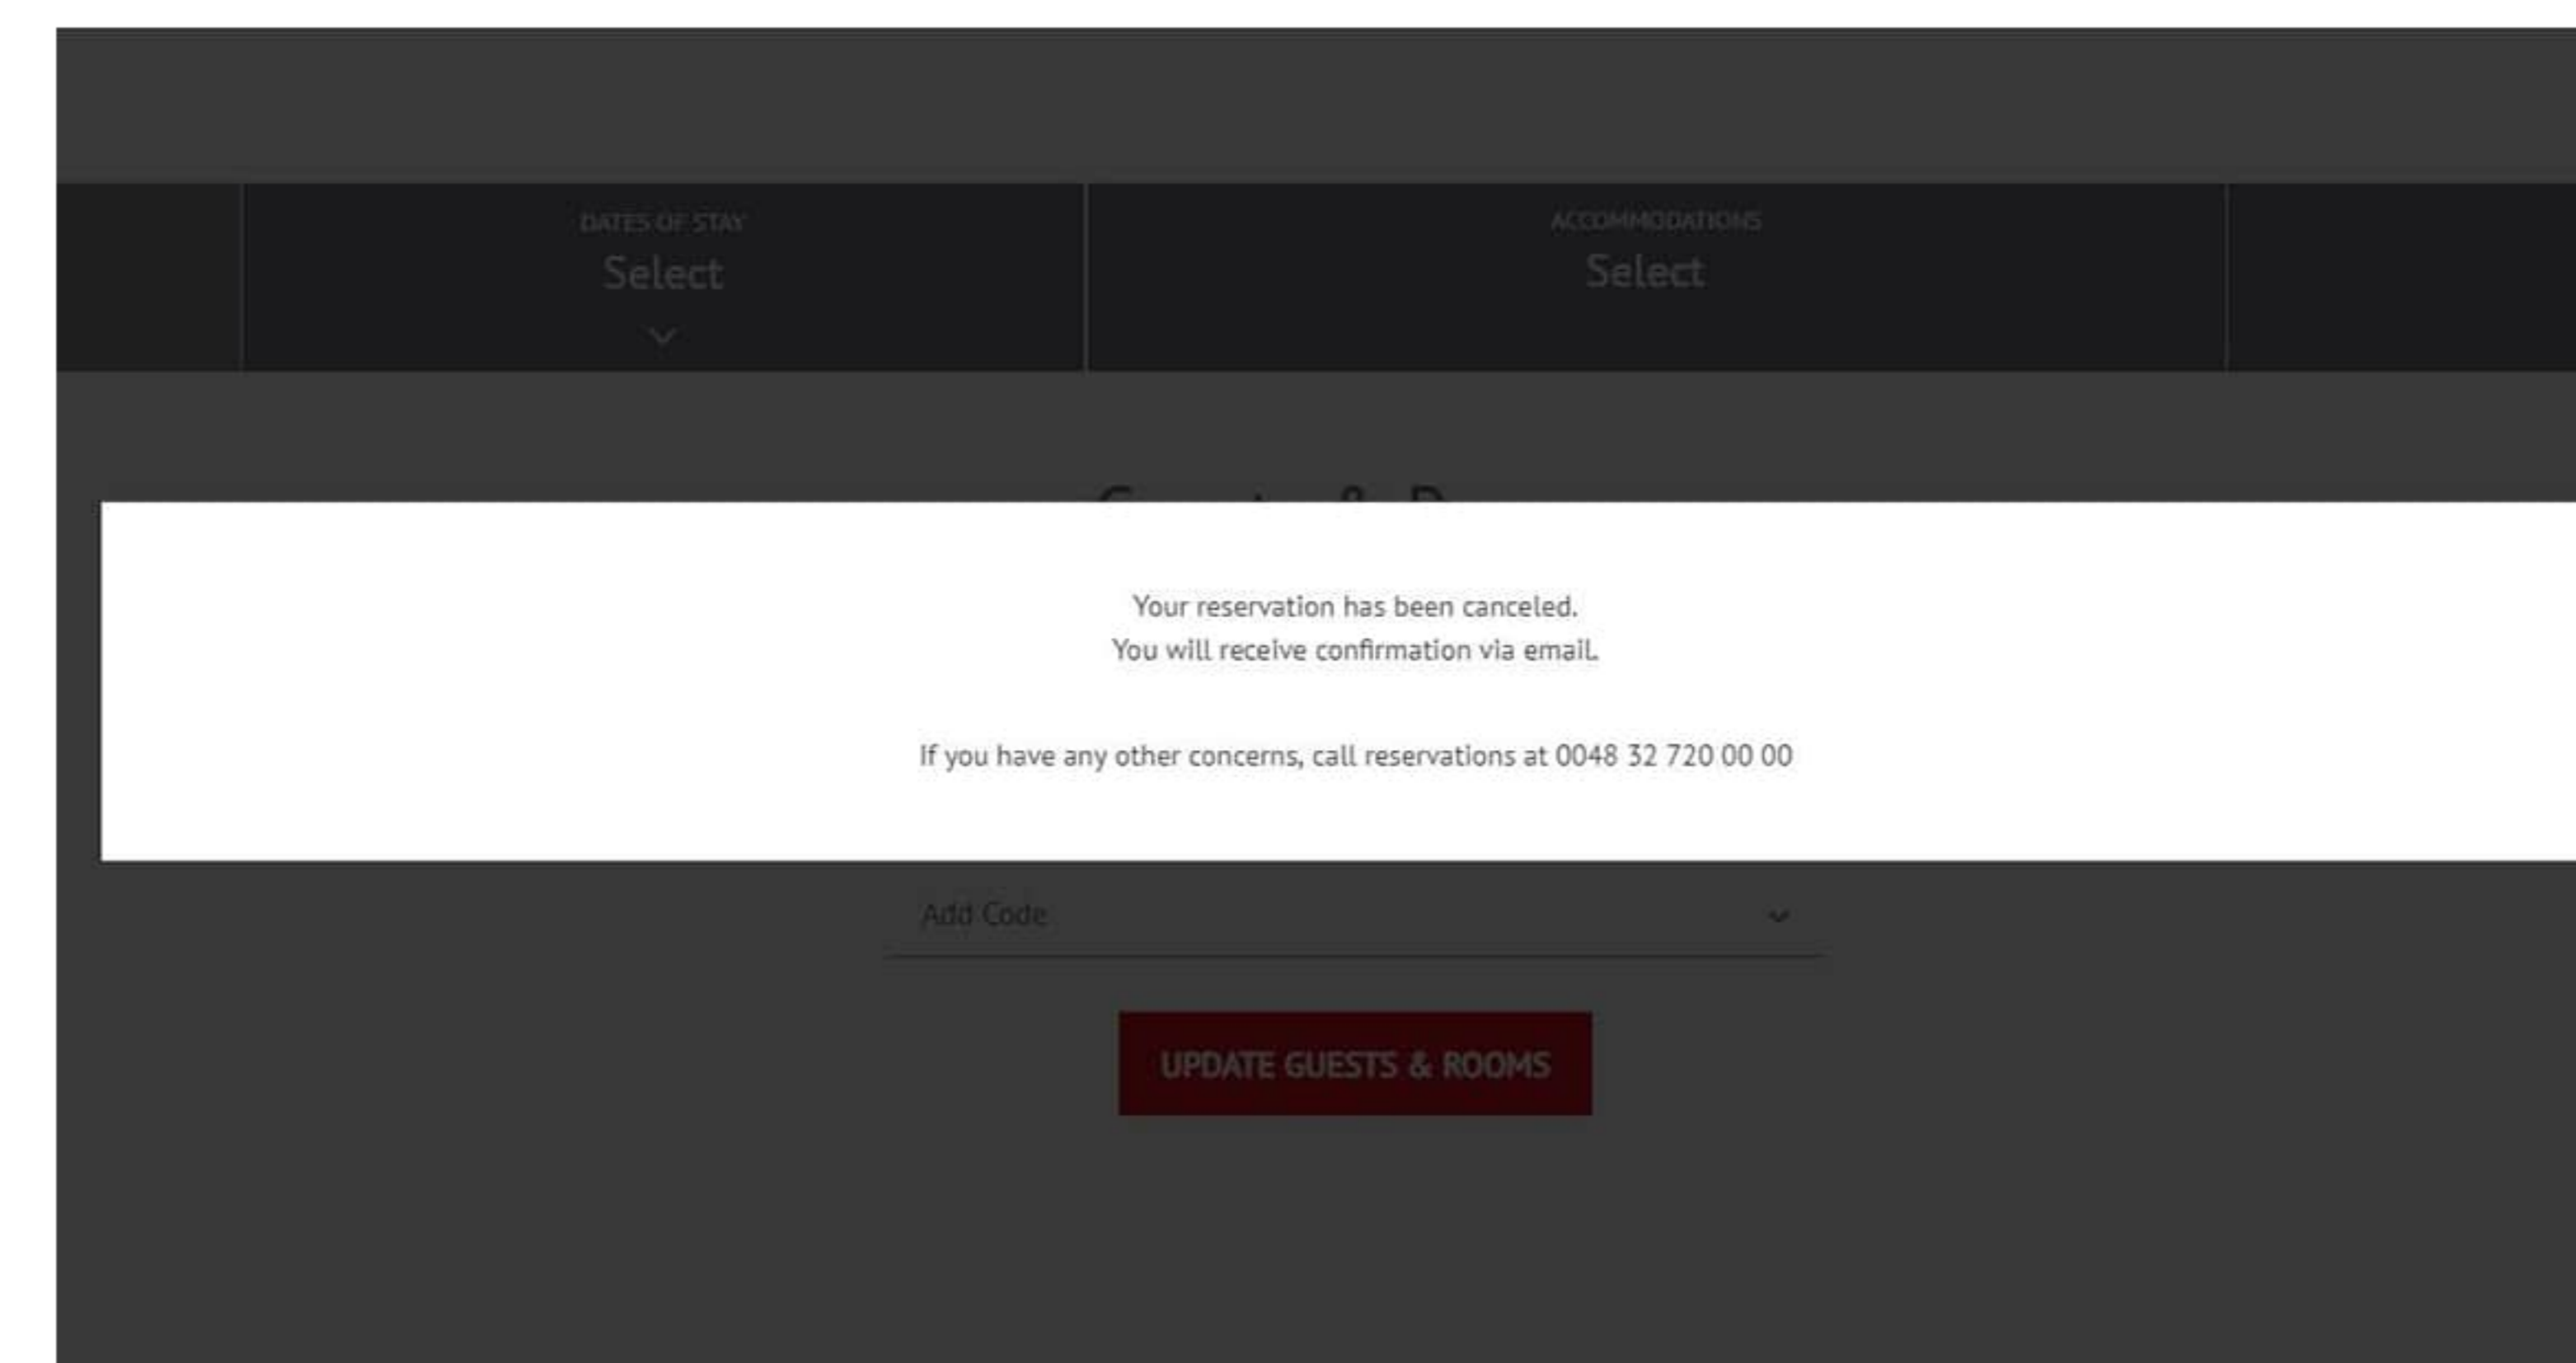 DATES OF STAY
Select
ACCOMMODATIONS
Select
Your reservation has been canceled.
You will receive confirmation via email.
If you have any other concerns, call reservations at 0048 32 720 00 00
Add Code
UPDATE GUESTS & ROOMS